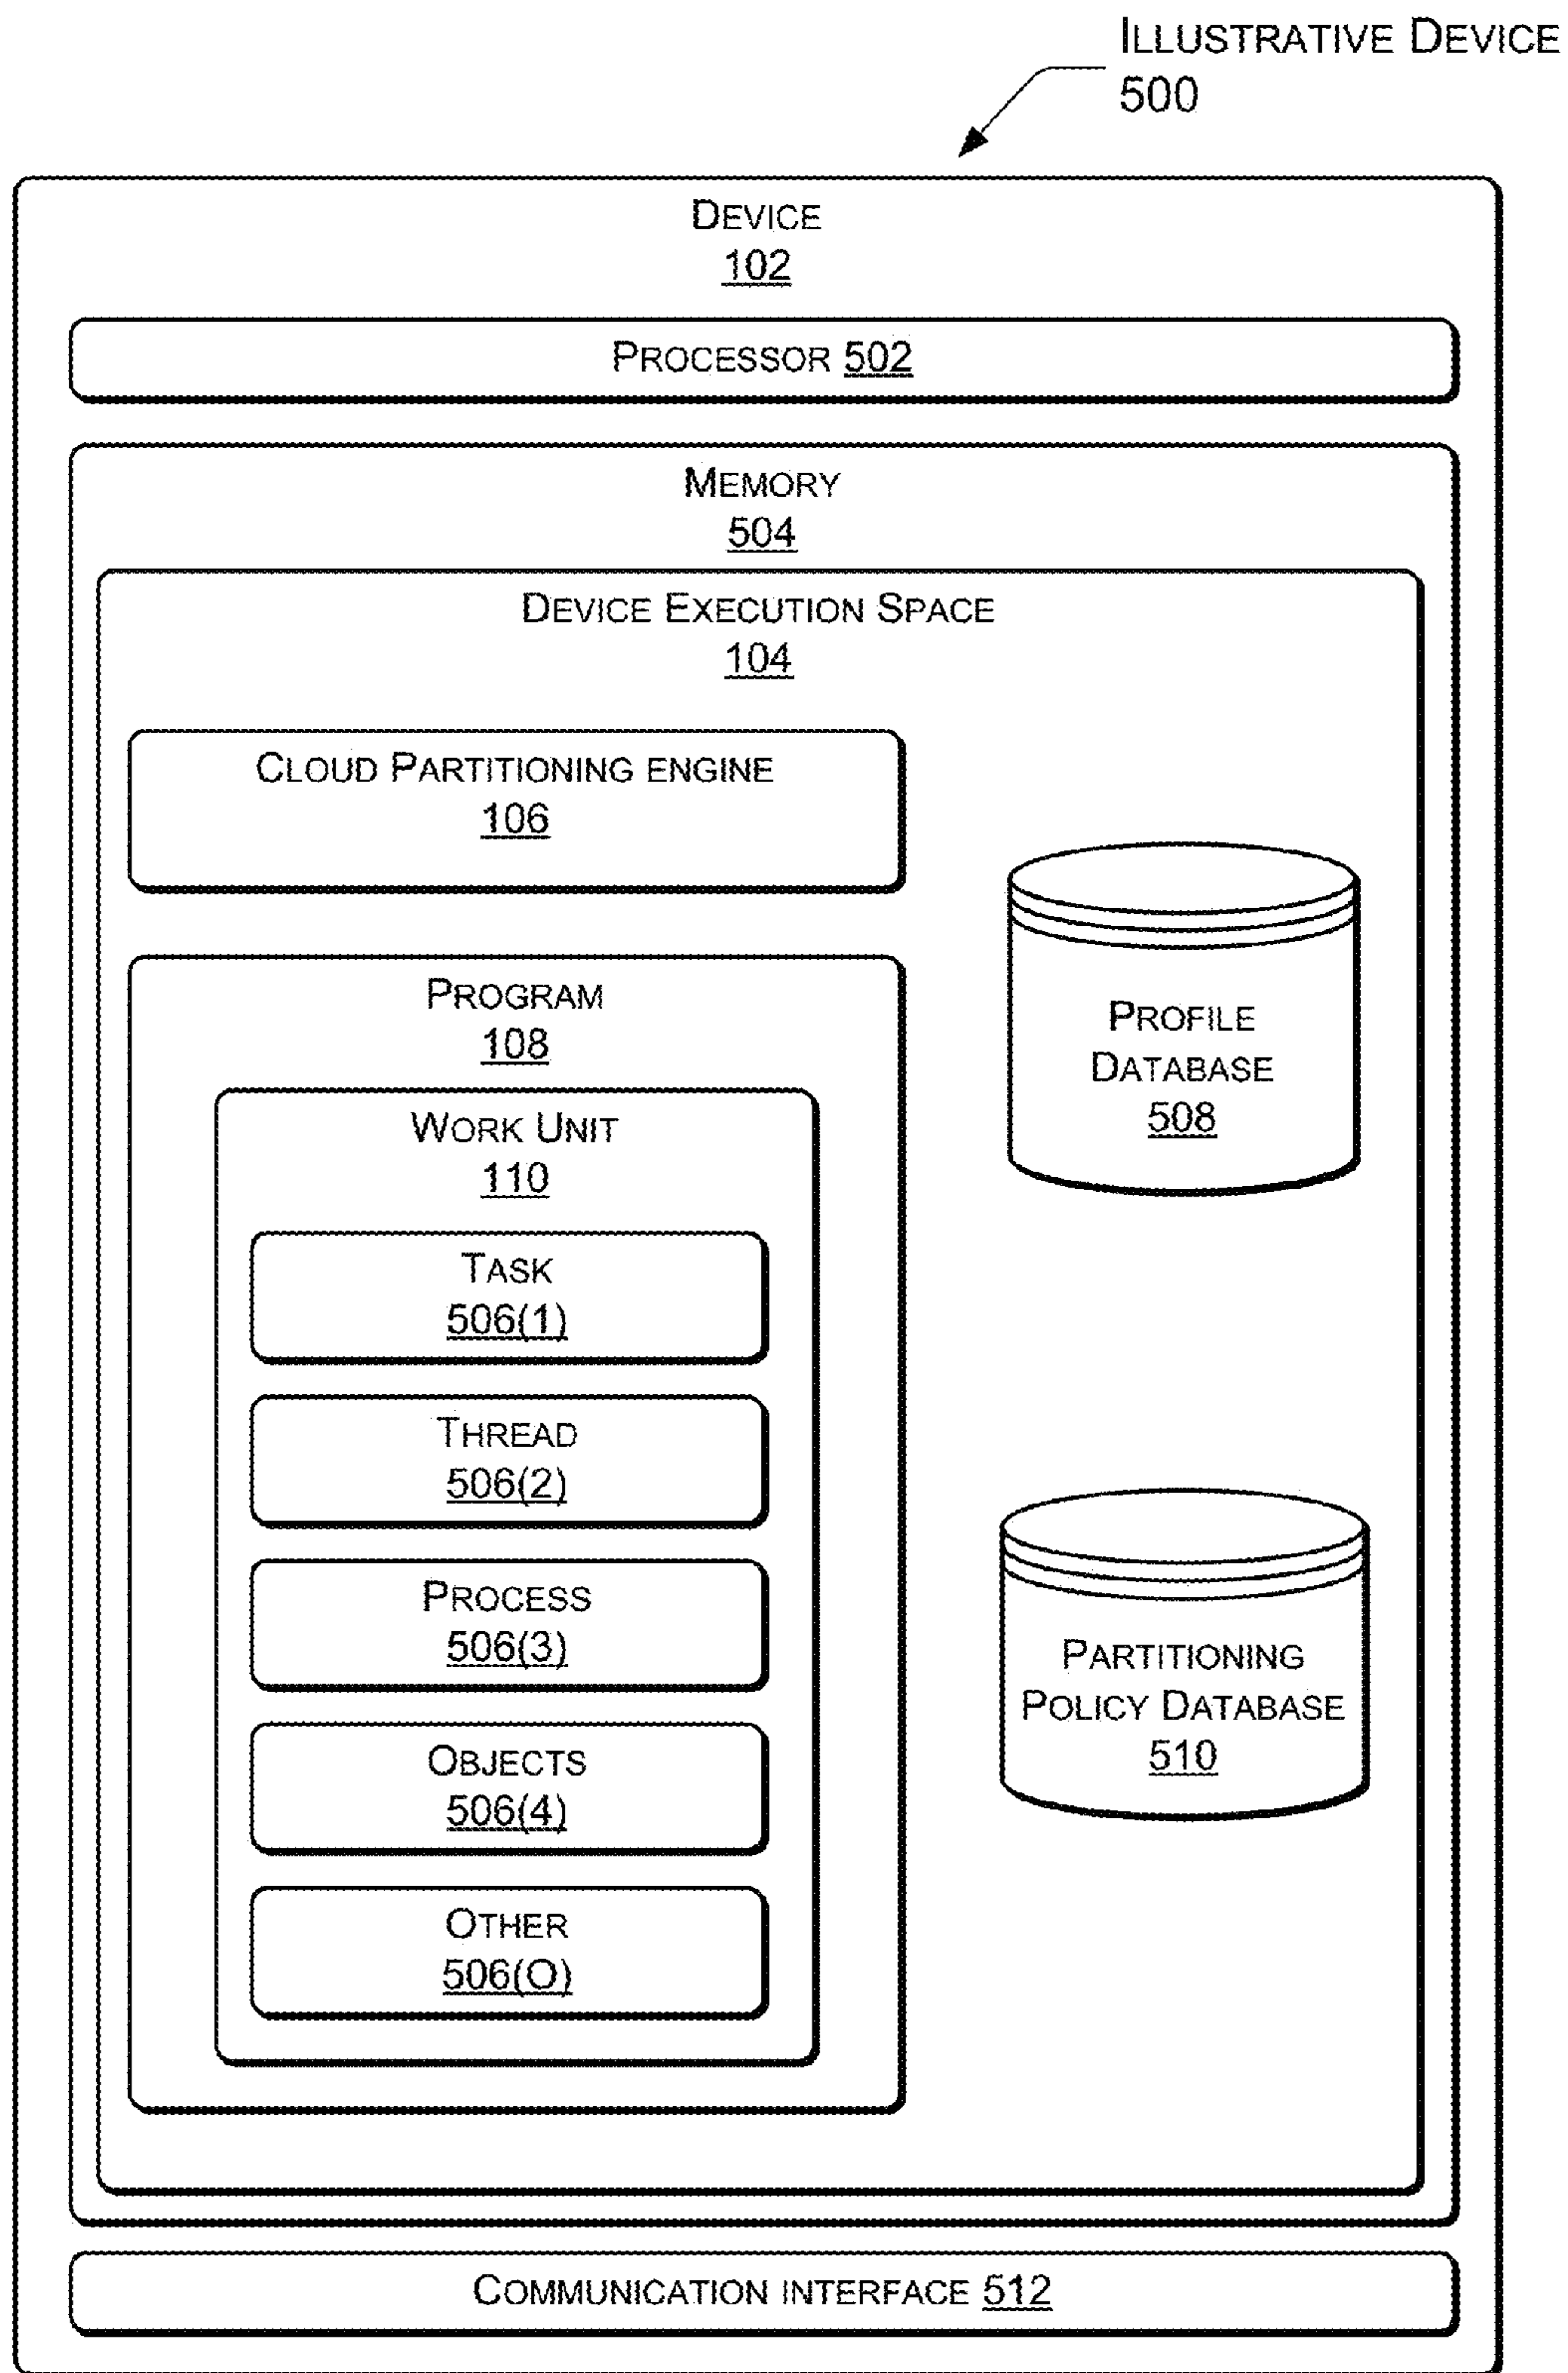 ILLUSTRATIVE DEVICE
500
DEVICE
102
PROCESSOR 502
MEMORY
504
DEVICE EXECUTION SPACE
104
CLOUD PARTITIONING ENGINE
106
PROGRAM
108
WORK UNIT
110
TASK
506(1)
THREAD
506(2)
PROCESS
506(3)
OBJECTS
506(4)
OTHER
506(O)
PROFILE
DATABASE
508
PARTITIONING
POLICY DATABASE
510
COMMUNICATION INTERFACE 512